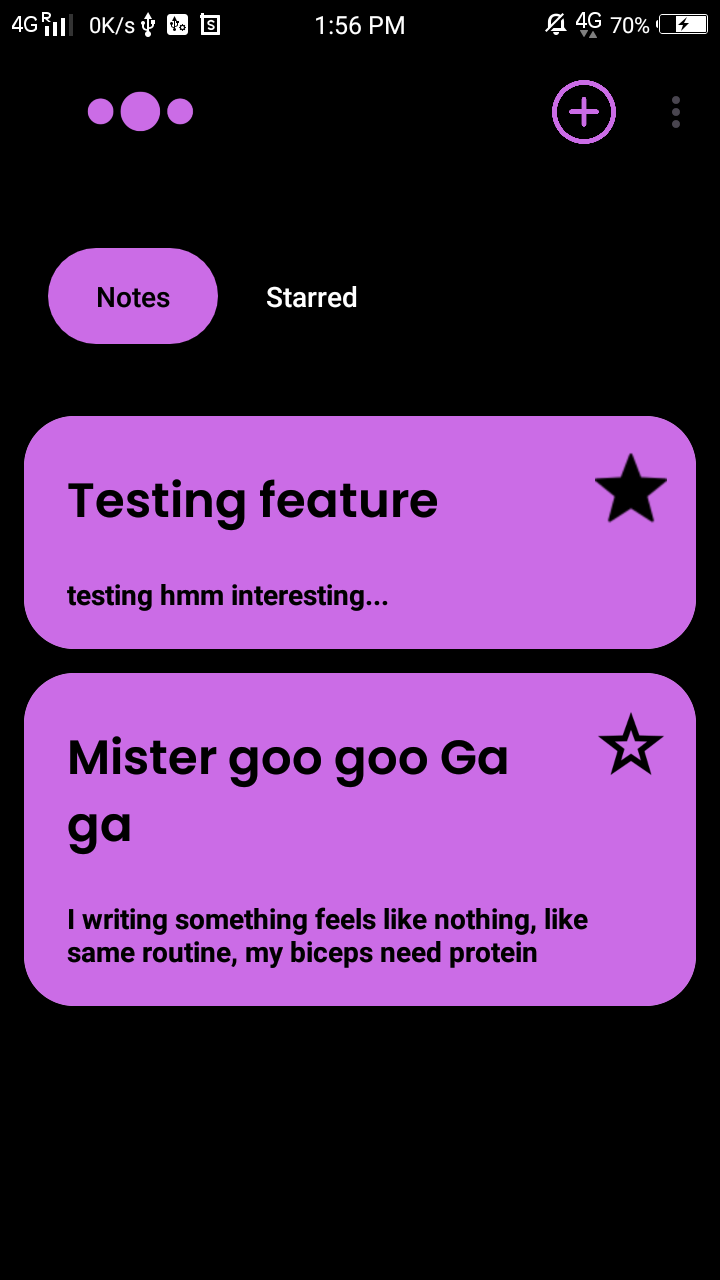 4G R 0K/s 1:56 PM 4G 70%
Notes Starred
Testing feature
testing hmm interesting...
Mister goo goo Ga
ga
I writing something feels like nothing, like
same routine, my biceps need protein